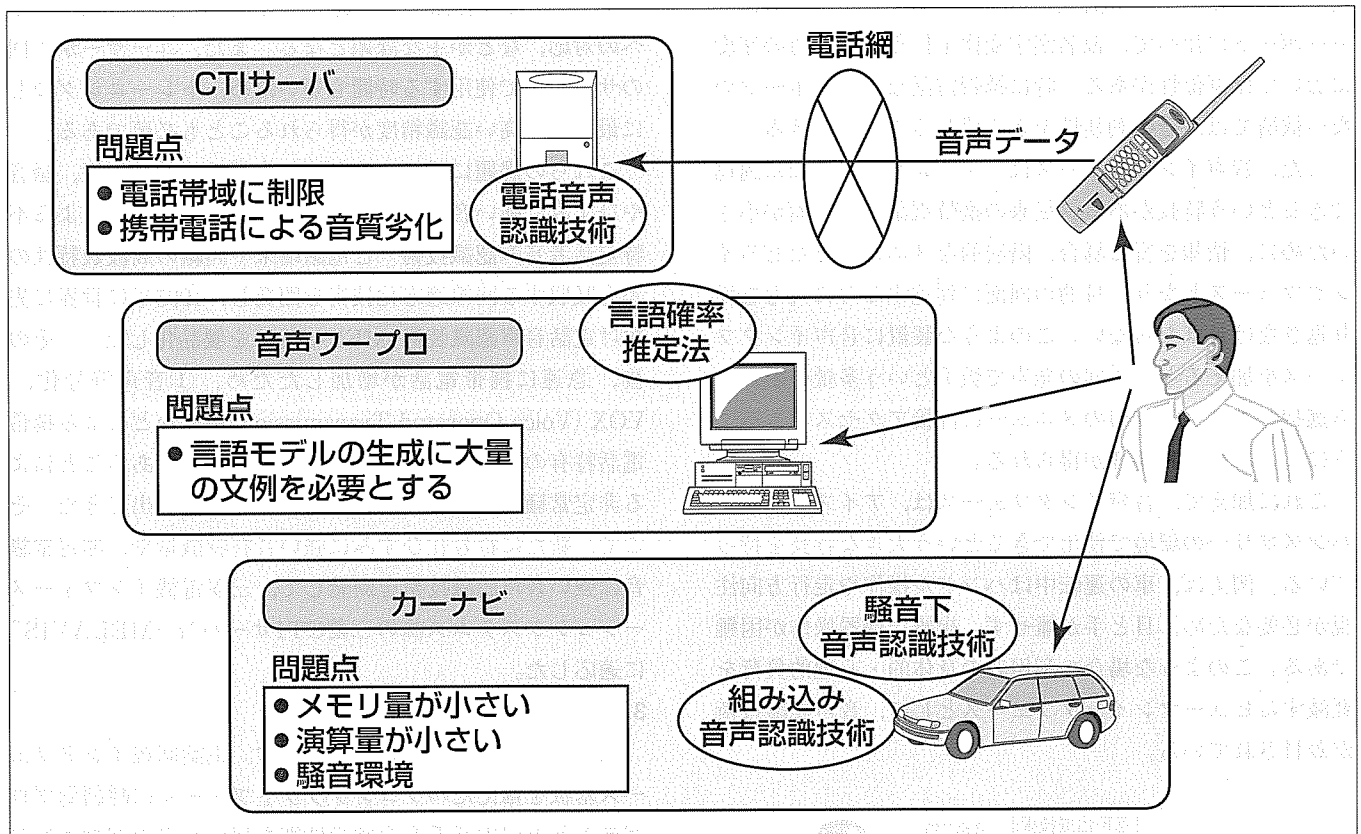 CTIサーバ
問題点
● 電話帯域に制限
● 携帯電話による音質劣化
電話音声
認識技術
電話網
音声データ
音声ワープロ
問題点
● 言語モデルの生成に大量
の文例を必要とする
言語確率
推定法
カーナビ
問題点
● メモリ量が小さい
● 演算量が小さい
● 騒音環境
騒音下
音声認識技術
組み込み
音声認識技術